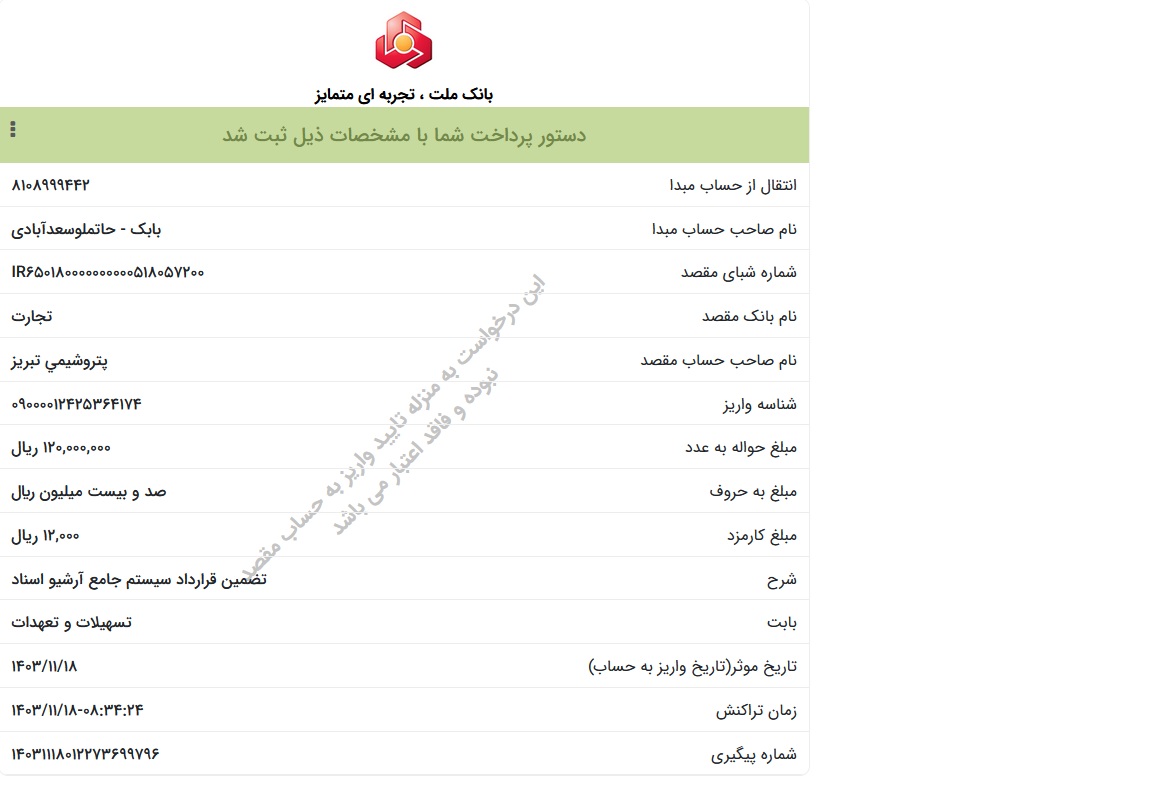 بانک ملت ، تجربه ای متمایز
دستور پرداخت شما با مشخصات ذیل ثبت شد
انتقال از حساب مبدا ۸۱۰۸۹۹۹۴۴۲
نام صاحب حساب مبدا بابک - حاتملوسعدآبادی
شماره شبای مقصد IR۶۵۰۱۸۰۰۰۰۰۰۰۰۰۰۵۱۸۰۵۷۲۰۰
نام بانک مقصد تجارت
نام صاحب حساب مقصد پتروشيمي تبريز
شناسه واریز ۰۹۰۰۰۰۱۲۴۲۵۳۶۴۱۷۴
مبلغ حواله به عدد ۱۲۰,۰۰۰,۰۰۰ ریال
مبلغ به حروف صد و بیست میلیون ریال
مبلغ کارمزد ۱۲,۰۰۰ ریال
شرح تضمین قرارداد سیستم جامع آرشیو اسناد
بابت تسهیلات و تعهدات
تاریخ موثر(تاریخ واریز به حساب) ۱۴۰۳/۱۱/۱۸
زمان تراکنش ۱۴۰۳/۱۱/۱۸-۰۸:۳۴:۲۴
شماره پیگیری ۱۴۰۳۱۱۱۸۰۱۲۲۷۳۶۹۹۷۹۶
این درخواست به منزله تایید واریز به حساب مقصد
نبوده و فاقد اعتبار می باشد